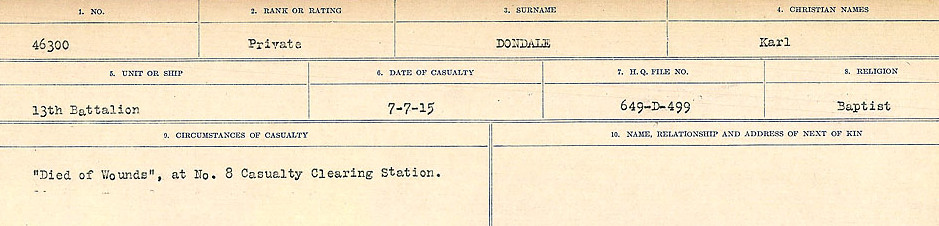 1. NO. 2. RANK OR RATING 3. SURNAME 4. CHRISTIAN NAMES
46300 Private DONDALE Karl
5. UNIT OR SHIP 6. DATE OF CASUALTY 7. H.Q. FILE NO. 8. RELIGION
13th Battalion 7-7-15 649-D-499 Baptist
9. CIRCUMSTANCES OF CASUALTY 10. NAME, RELATIONSHIP AND ADDRESS OF NEXT OF KIN
"Died of Wounds", at No. 8 Casualty Clearing Station.